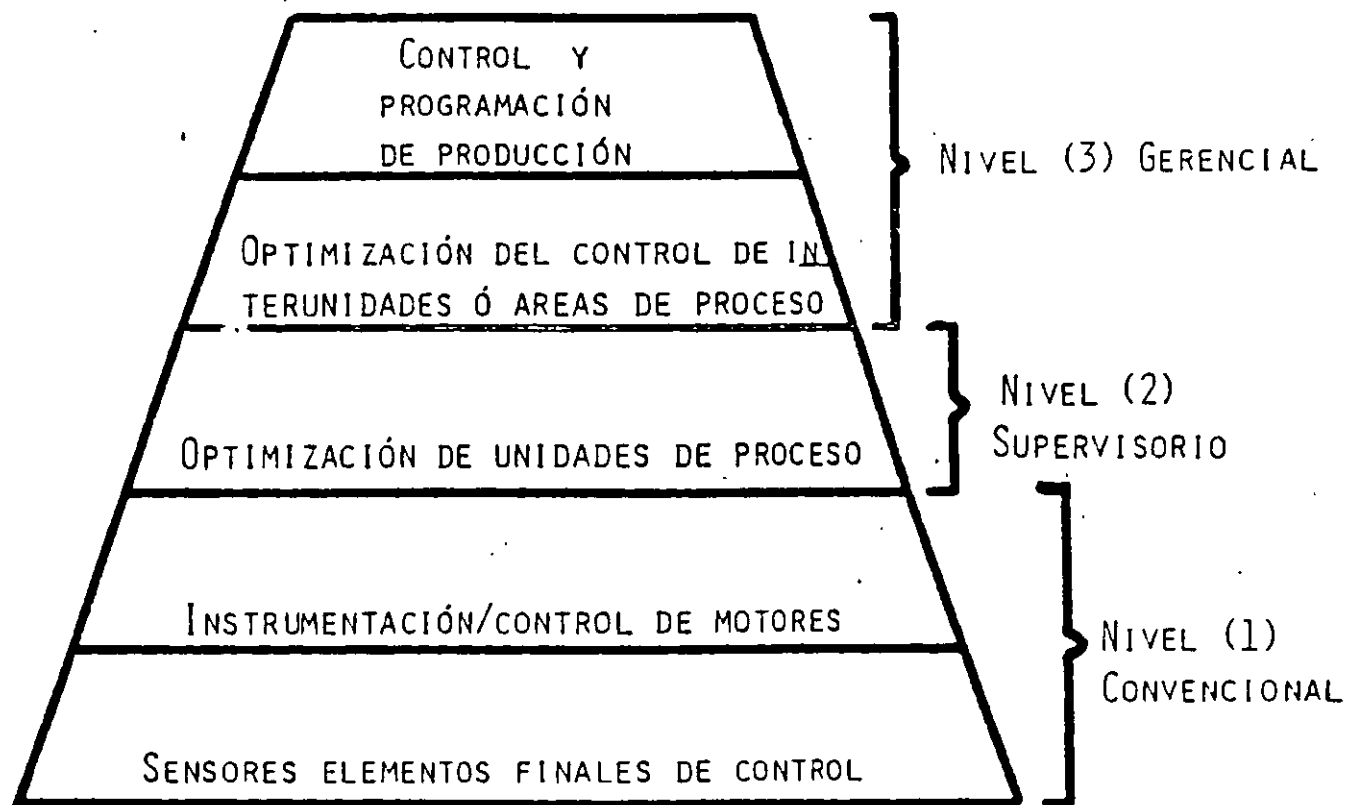 CONTROL Y
PROGRAMACIÓN
DE PRODUCCIÓN
NIVEL (3) GERENCIAL
OPTIMIZACIÓN DEL CONTROL DE IN
TERUNIDADES Ó AREAS DE PROCESO
NIVEL (2)
SUPERVISORIO
OPTIMIZACIÓN DE UNIDADES DE PROCESO
INSTRUMENTACIÓN/CONTROL DE MOTORES
NIVEL (1)
CONVENCIONAL
SENSORES ELEMENTOS FINALES DE CONTROL